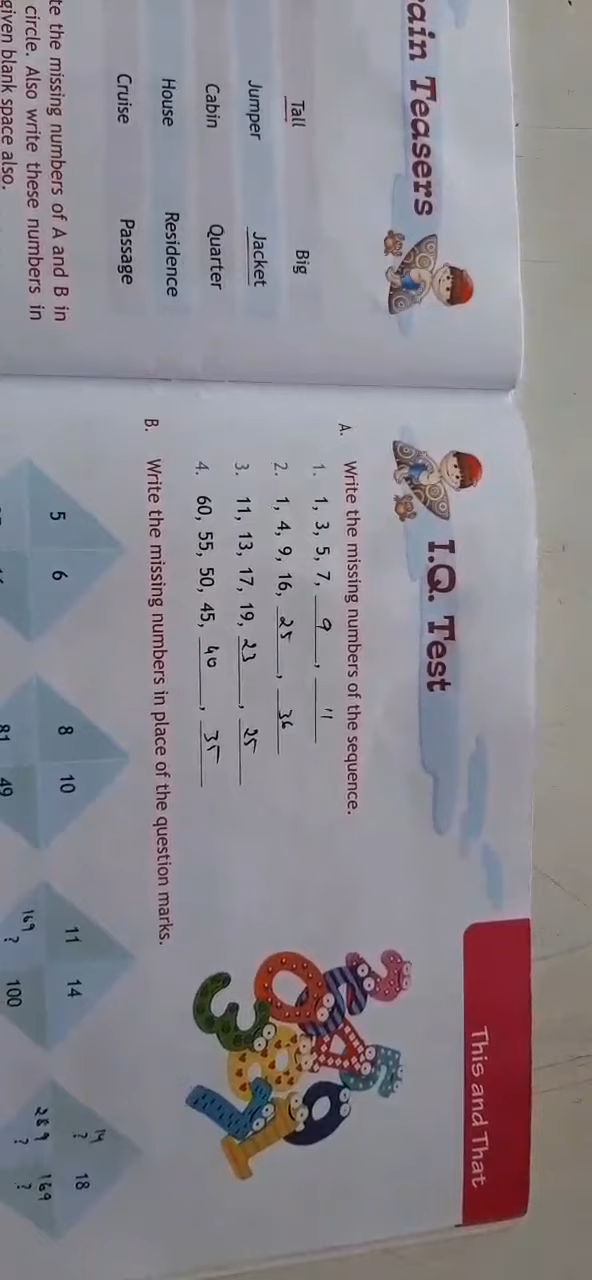 ain Teasers
Tall Big
Jumper Jacket
Cabin Quarter
House Residence
Cruise Passage
te the missing numbers of A and B in
circle. Also write these numbers in
given blank space also.
This and That
I.Q. Test
A. Write the missing numbers of the sequence.
1. 1, 3, 5, 7, 9, 11
2. 1, 4, 9, 16, 25, 36
3. 11, 13, 17, 19, 23, 25
4. 60, 55, 50, 45, 40, 35
B. Write the missing numbers in place of the question marks.
5 6
8 10
81 49
11 14
169 ? 100
14 ? 18
289 ? 169 ?